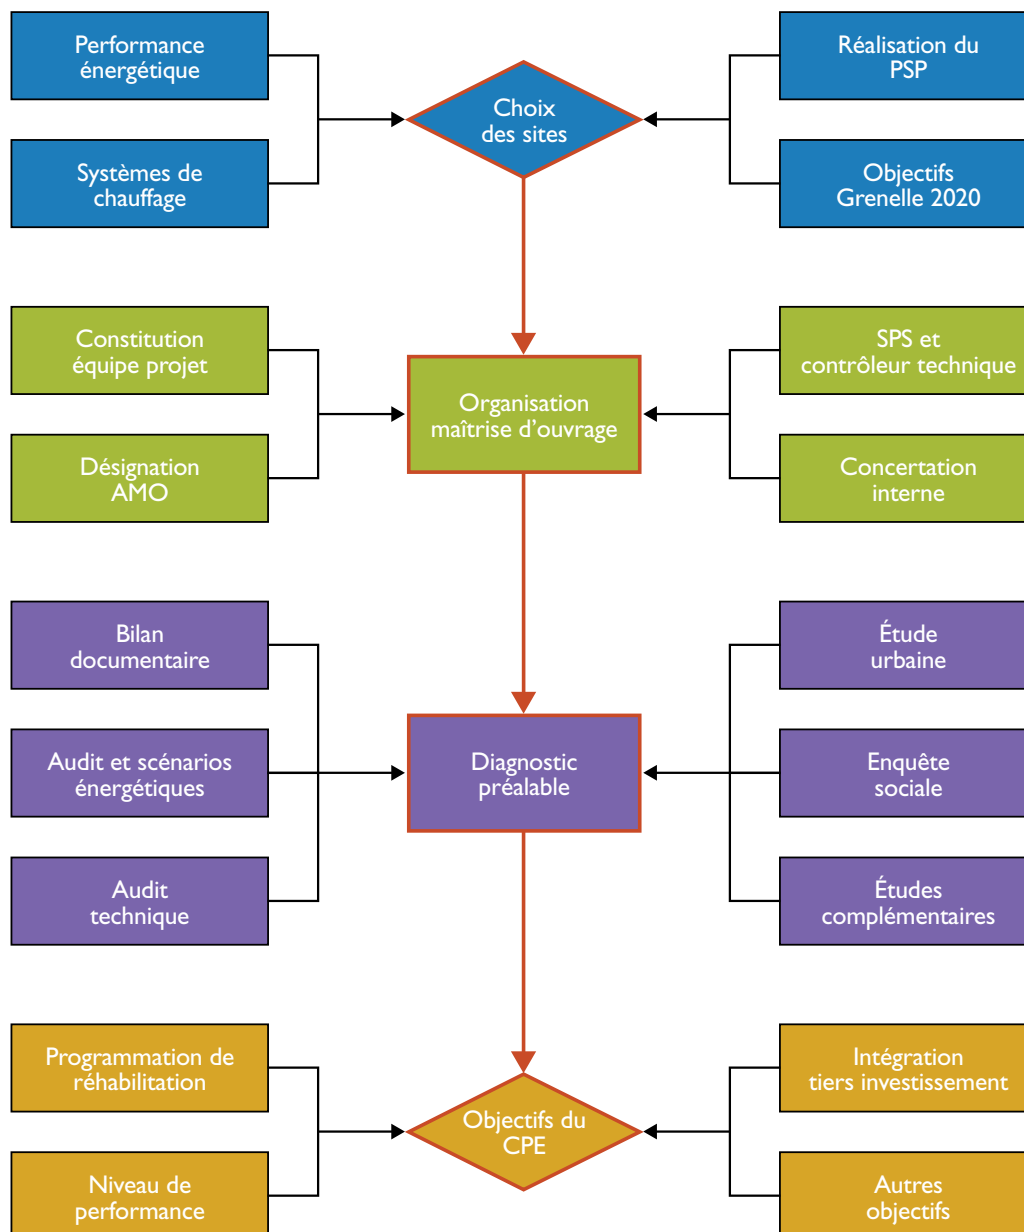 Performance
énergétique
Systèmes de
chauffage
Choix
des sites
Réalisation du
PSP
Objectifs
Grenelle 2020
Constitution
équipe projet
Désignation
AMO
Organisation
maîtrise d'ouvrage
SPS et
contrôleur technique
Concertation
interne
Bilan
documentaire
Audit et scénarios
énergétiques
Audit
technique
Diagnostic
préalable
Étude
urbaine
Enquête
sociale
Études
complémentaires
Programmation de
réhabilitation
Niveau de
performance
Objectifs du
CPE
Intégration
tiers investissement
Autres
objectifs